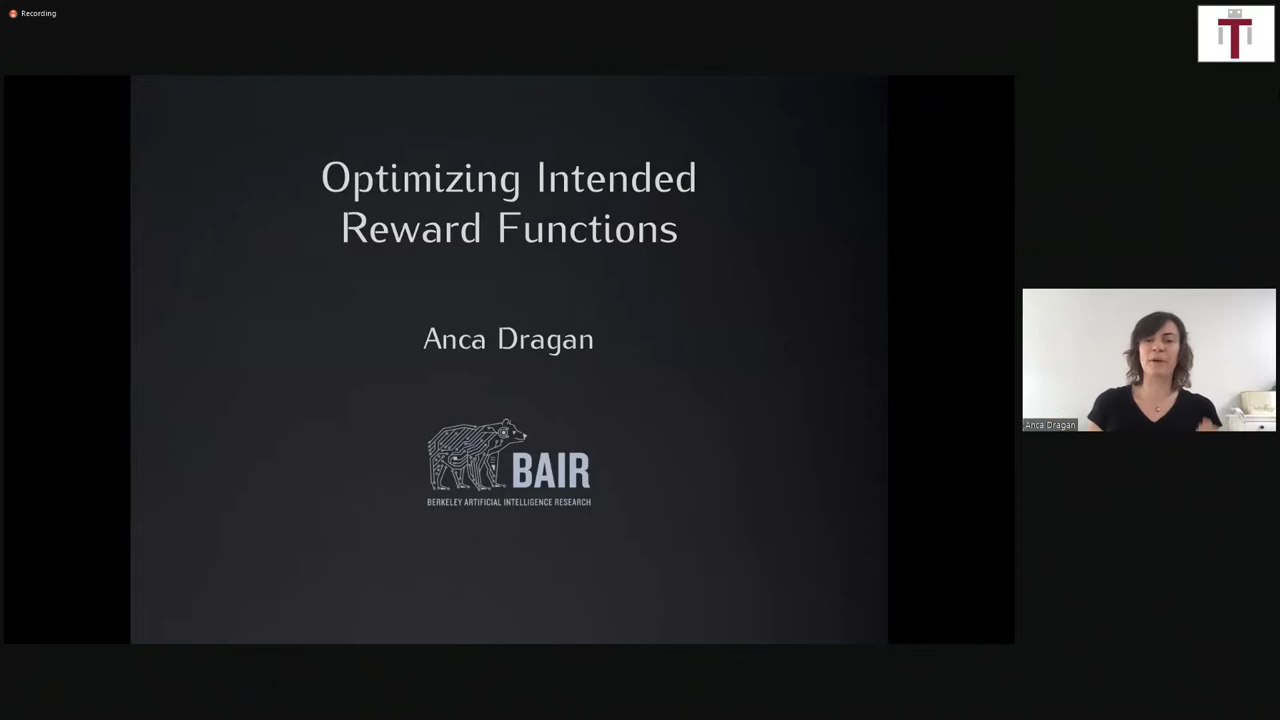 Recording
T
Optimizing Intended
Reward Functions
Anca Dragan
BAIR
BERKELEY ARTIFICIAL INTELLIGENCE RESEARCH
Anca Dragan